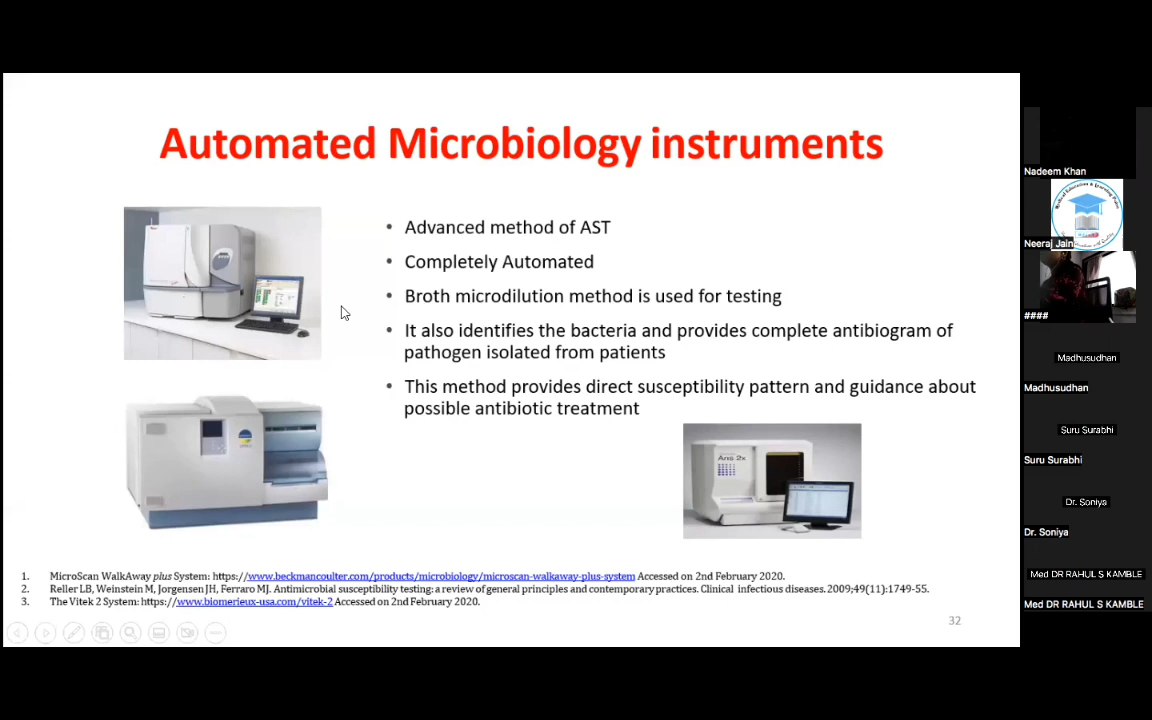 Automated Microbiology instruments
• Advanced method of AST
• Completely Automated
• Broth microdilution method is used for testing
• It also identifies the bacteria and provides complete antibiogram of
pathogen isolated from patients
• This method provides direct susceptibility pattern and guidance about
possible antibiotic treatment
Aris 2x
1. MicroScan WalkAway plus System: https://www.beckmancoulter.com/products/microbiology/microscan-walkaway-plus-system Accessed on 2nd February 2020.
2. Reller LB, Weinstein M, Jorgensen JH, Ferraro MJ. Antimicrobial susceptibility testing: a review of general principles and contemporary practices. Clinical infectious diseases. 2009;49(11):1749-55.
3. The Vitek 2 System: https://www.biomerieux-usa.com/vitek-2 Accessed on 2nd February 2020.
32
Nadeem Khan
Neeraj Jain
####
Madhusudhan
Madhusudhan
Suru Surabhi
Suru Surabhi
Dr. Soniya
Dr. Soniya
Med DR RAHUL S KAMBLE
Med DR RAHUL S KAMBLE